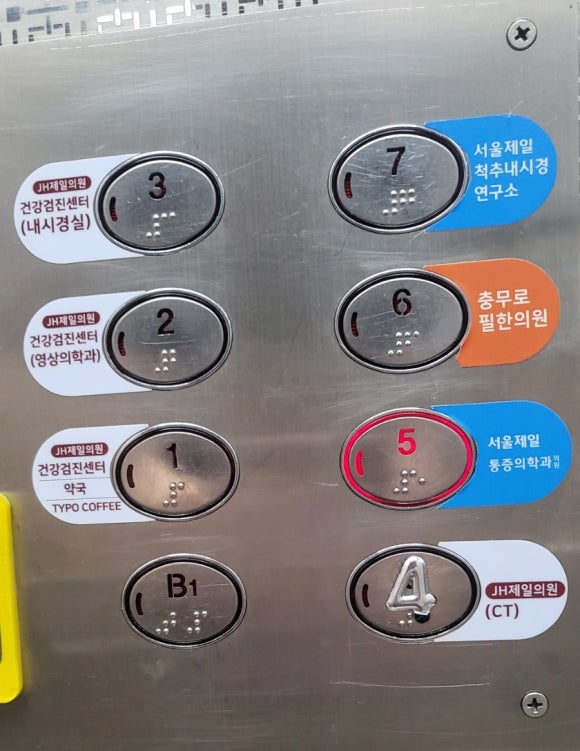 3
JH제일의원
건강검진센터
(내시경실)
7
서울제일
척추내시경
연구소
2
JH제일의원
건강검진센터
(영상의학과)
6
충무로
필한의원
1
JH제일의원
건강검진센터
약국
TYPO COFFEE
5
서울제일
통증의학과의원
B1
4
JH제일의원
(CT)